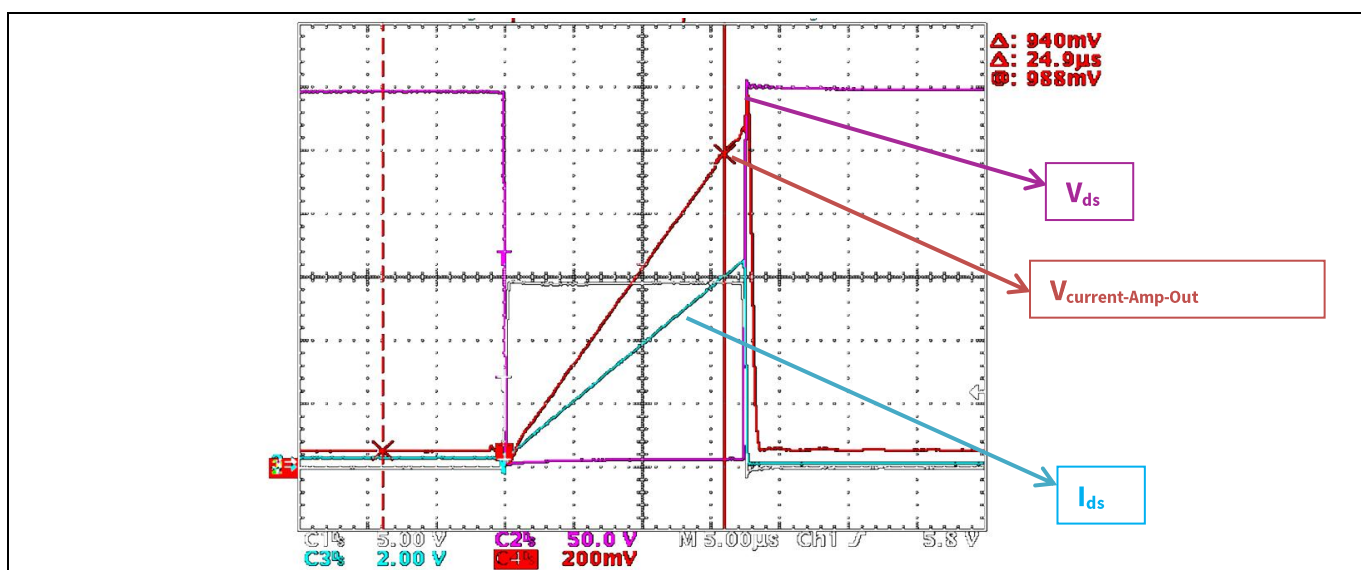 Δ: 940mV
Δ: 24.9µs
@: 988mV
Vds
Vcurrent-Amp-Out
Ids
C1 5.00 V C2 50.0 V M 5.00µs Ch1 5.8 V
C3 2.00 V C4 200mV